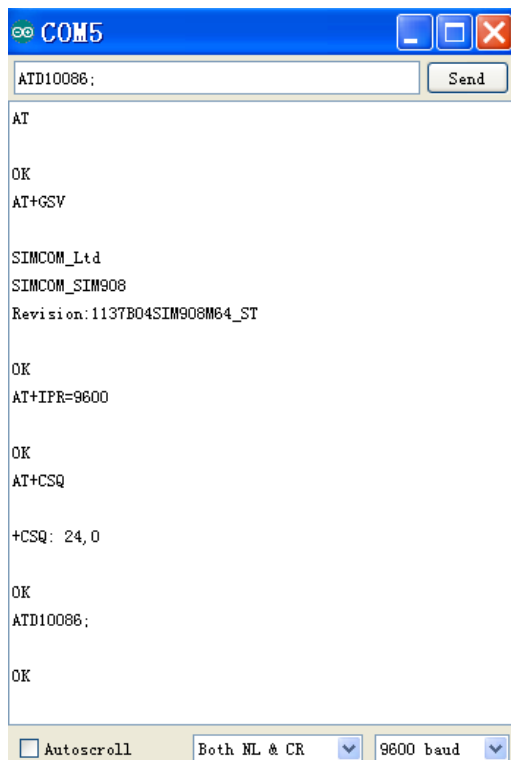 COM5
ATD10086;
Send
AT
OK
AT+GSV
SIMCOM_Ltd
SIMCOM_SIM908
Revision:1137B04SIM908M64_ST
OK
AT+IPR=9600
OK
AT+CSQ
+CSQ: 24,0
OK
ATD10086;
OK
Autoscroll
Both NL & CR
9600 baud